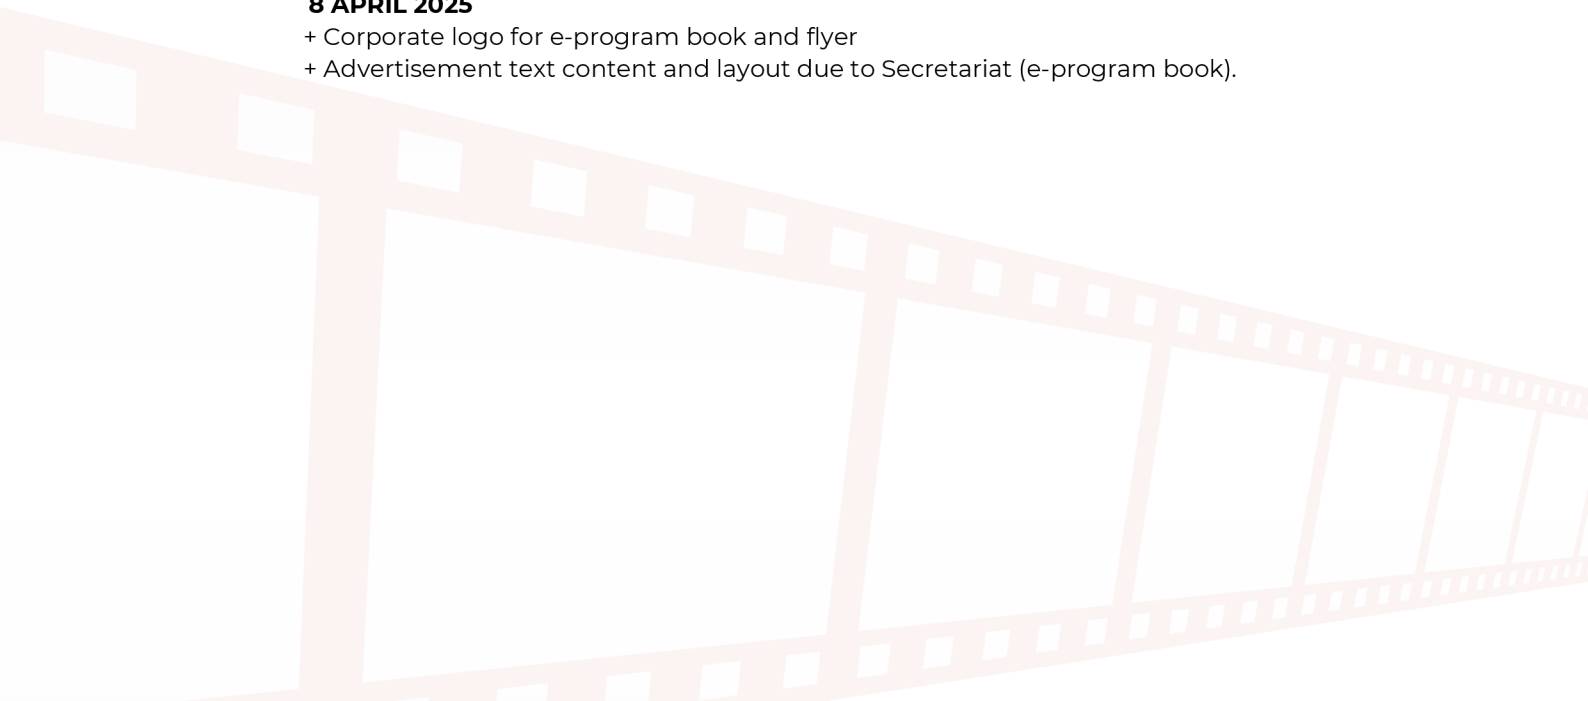 8 APRIL 2025
+ Corporate logo for e-program book and flyer
+ Advertisement text content and layout due to Secretariat (e-program book).